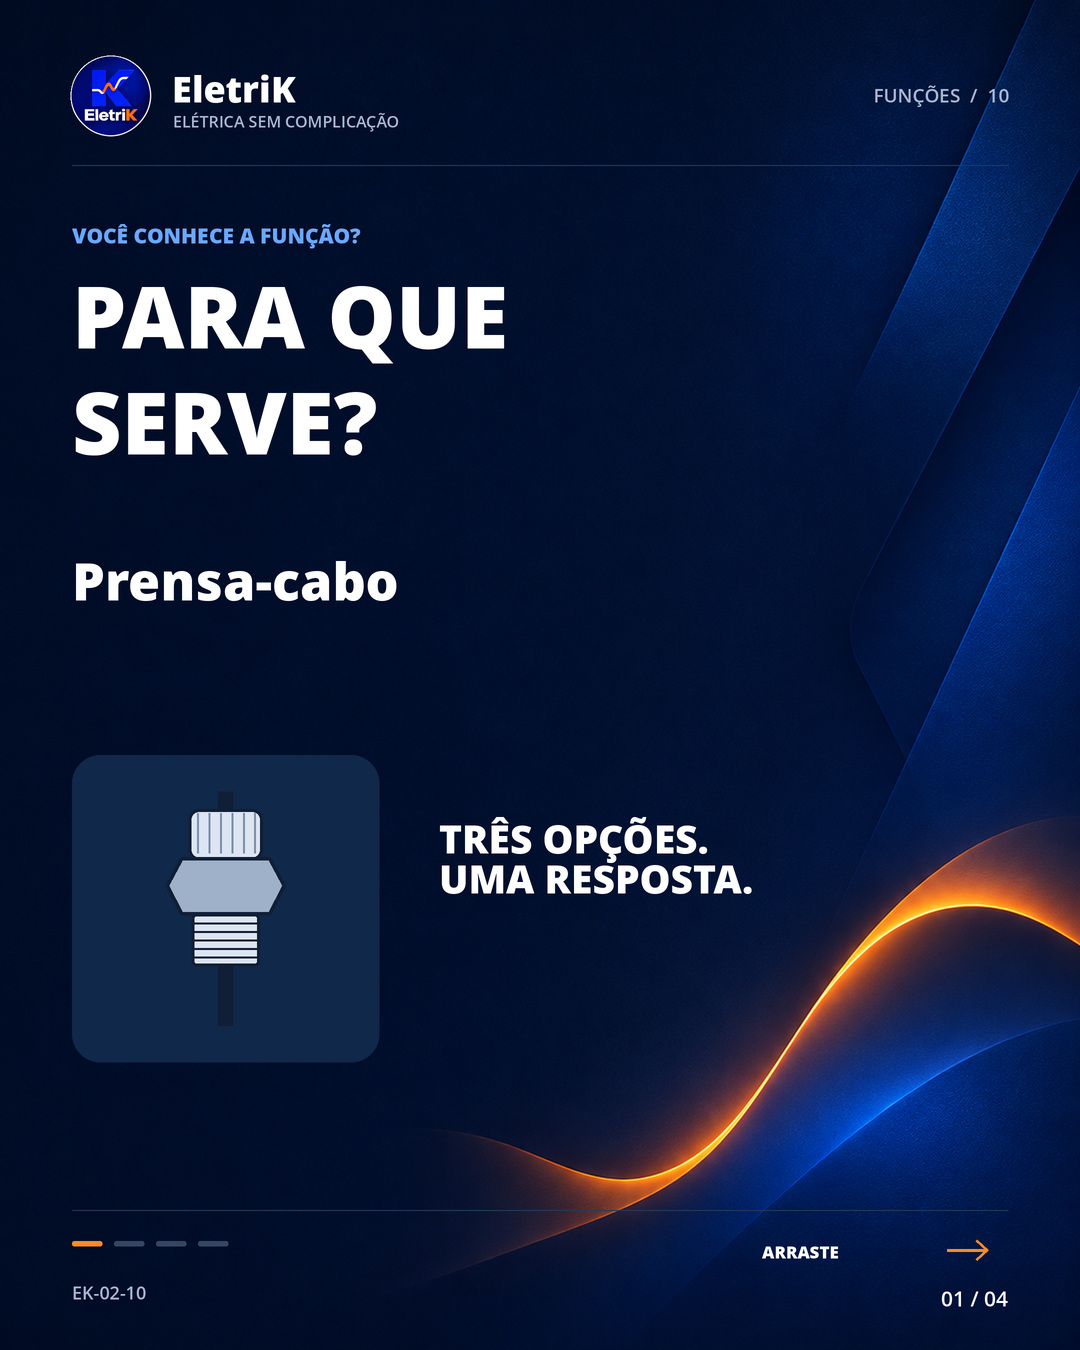 K
EletriK
EletriK
ELÉTRICA SEM COMPLICAÇÃO
FUNÇÕES / 10
VOCÊ CONHECE A FUNÇÃO?
PARA QUE
SERVE?
Prensa-cabo
TRÊS OPÇÕES.
UMA RESPOSTA.
ARRASTE
EK-02-10
01 / 04